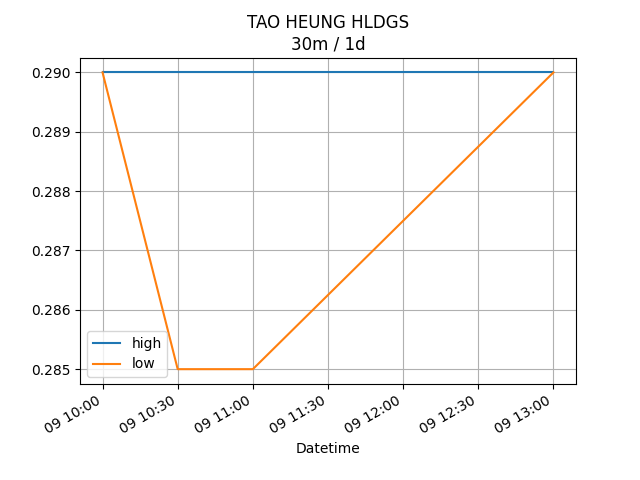 TAO HEUNG HLDGS
30m / 1d
0.290
0.289
0.288
0.287
0.286
0.285
high
low
09 10:00
09 10:30
09 11:00
09 11:30
09 12:00
09 12:30
09 13:00
Datetime